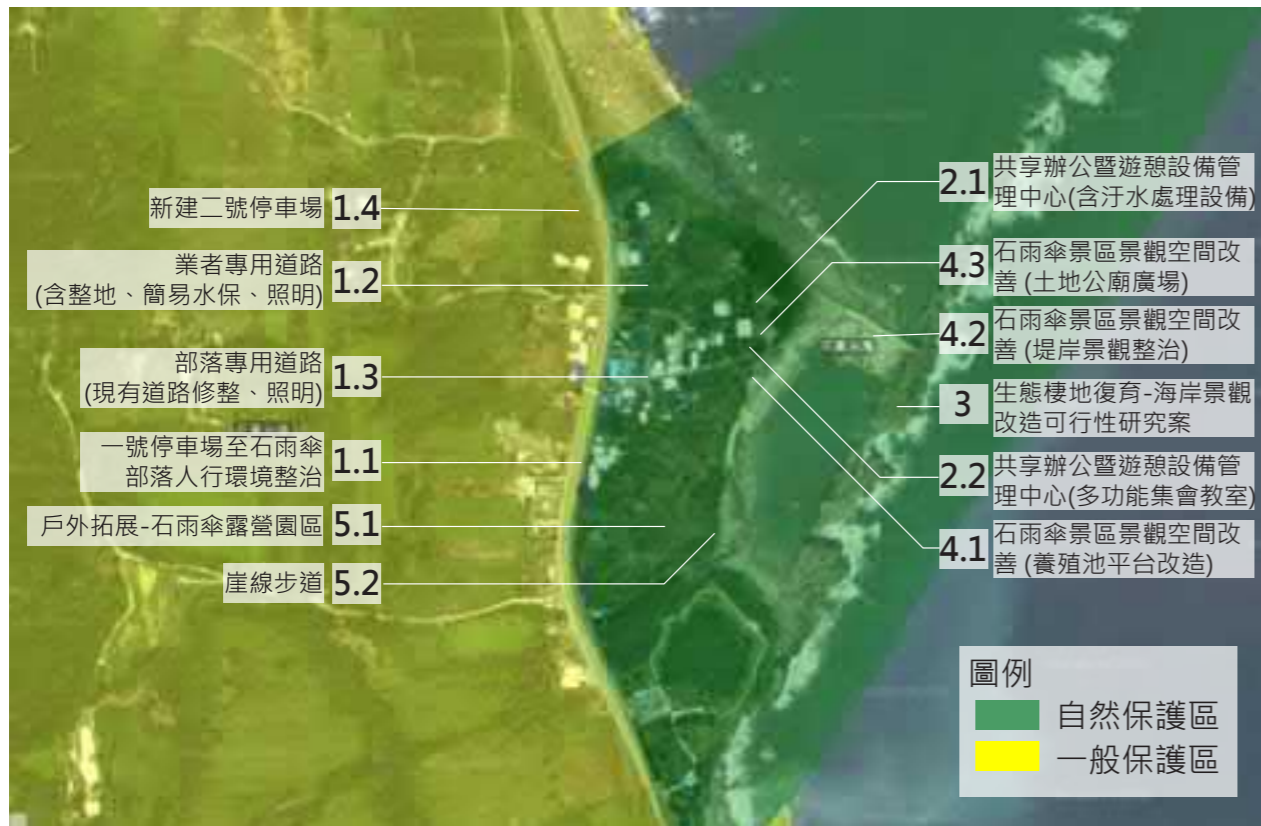 新建二號停車場 1.4
業者專用道路
(含整地、簡易水保、照明) 1.2
部落專用道路
(現有道路修整、照明) 1.3
一號停車場至石雨傘
部落人行環境整治 1.1
戶外拓展-石雨傘露營園區 5.1
崖線步道 5.2
2.1 共享辦公暨遊憩設備管
理中心(含汙水處理設備)
4.3 石雨傘景區景觀空間改
善 (土地公廟廣場)
4.2 石雨傘景區景觀空間改
善 (堤岸景觀整治)
3 生態棲地復育-海岸景觀
改造可行性研究案
2.2 共享辦公暨遊憩設備管
理中心(多功能集會教室)
4.1 石雨傘景區景觀空間改
善 (養殖池平台改造)
圖例
自然保護區
一般保護區